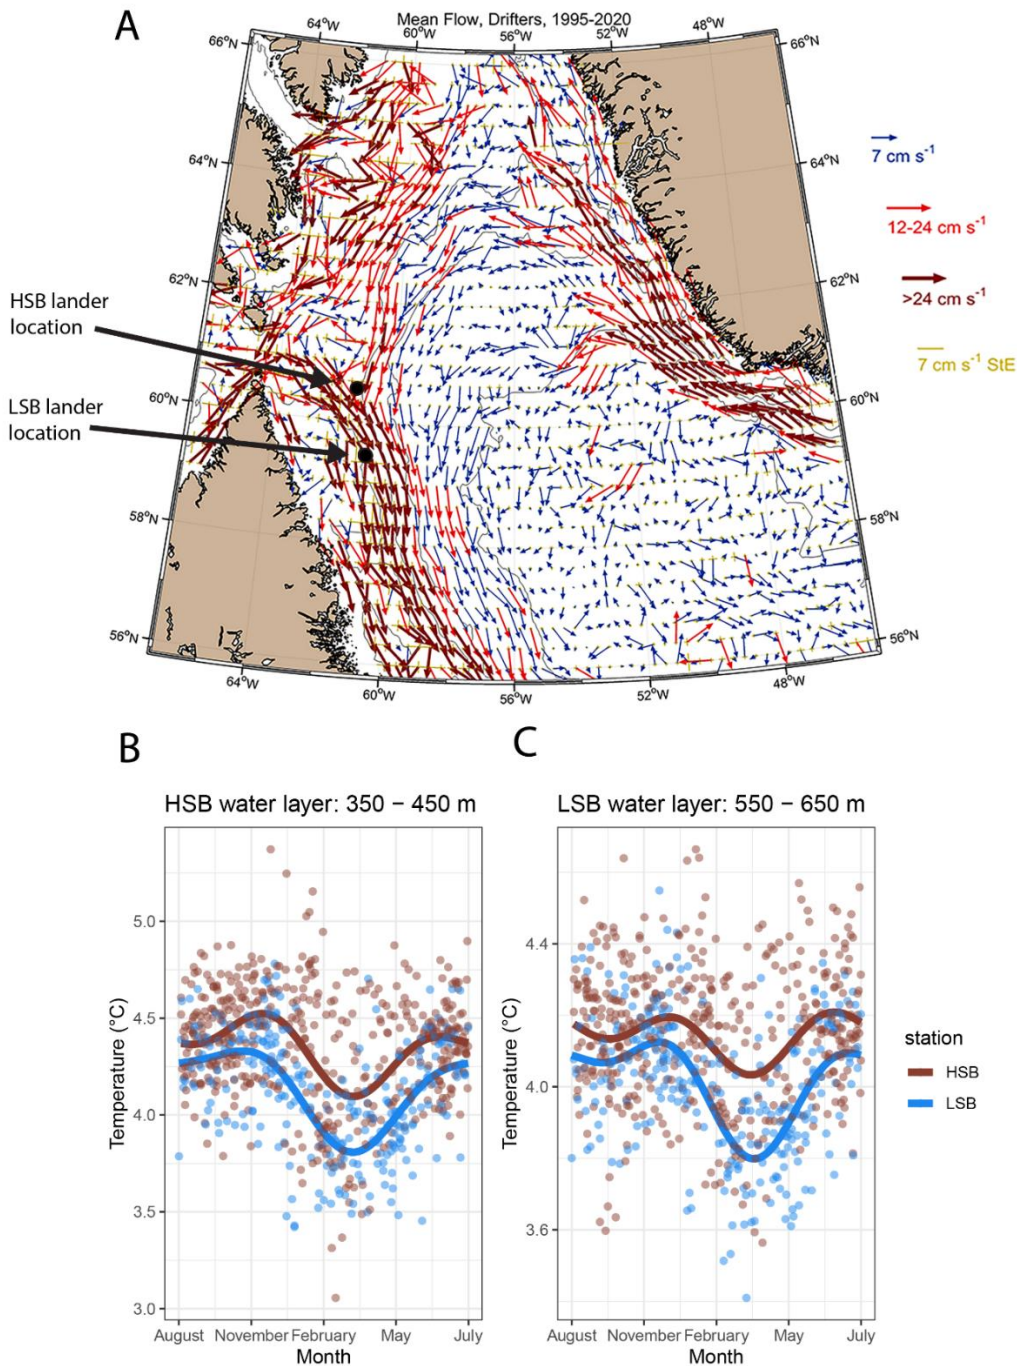 A
Mean Flow, Drifters, 1995-2020
64°W
60°W
56°W
52°W
48°W
66°N
66°N
64°N
64°N
62°N
62°N
60°N
60°N
58°N
58°N
56°N
56°N
64°W
60°W
56°W
52°W
48°W
7 cm s⁻¹
12-24 cm s⁻¹
>24 cm s⁻¹
7 cm s⁻¹ StE
HSB lander
location
LSB lander
location
B
HSB water layer: 350 − 450 m
Temperature (°C)
5.0
4.5
4.0
3.5
3.0
August
November
February
May
July
Month
C
LSB water layer: 550 − 650 m
Temperature (°C)
4.4
4.0
3.6
August
November
February
May
July
Month
station
HSB
LSB